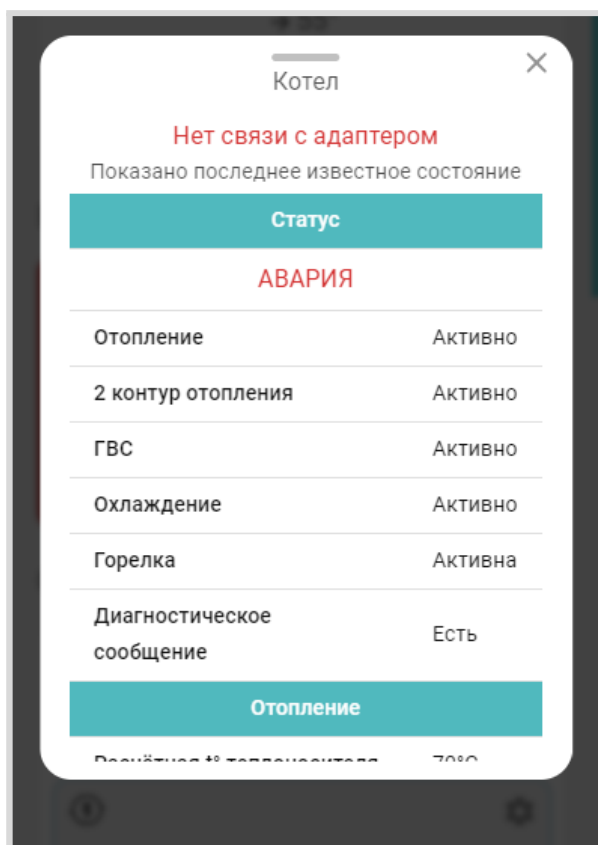 Котел
Нет связи с адаптером
Показано последнее известное состояние
Статус
АВАРИЯ
Отопление Активно
2 контур отопления Активно
ГВС Активно
Охлаждение Активно
Горелка Активна
Диагностическое
сообщение Есть
Отопление